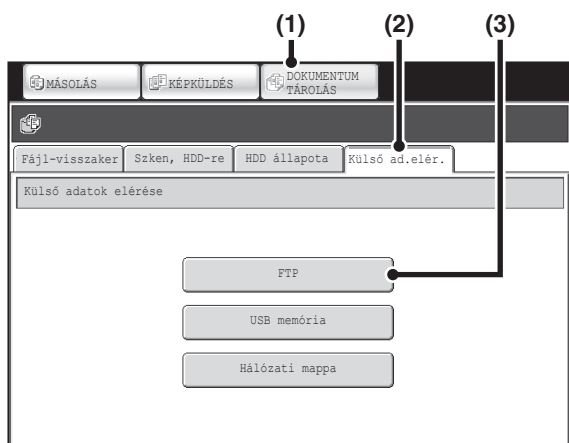 (1) (2) (3)
MÁSOLÁS
KÉPKÜLDÉS
DOKUMENTUM
TÁROLÁS
Fájl-visszaker
Szken, HDD-re
HDD állapota
Külső ad.elér.
Külső adatok elérése
FTP
USB memória
Hálózati mappa